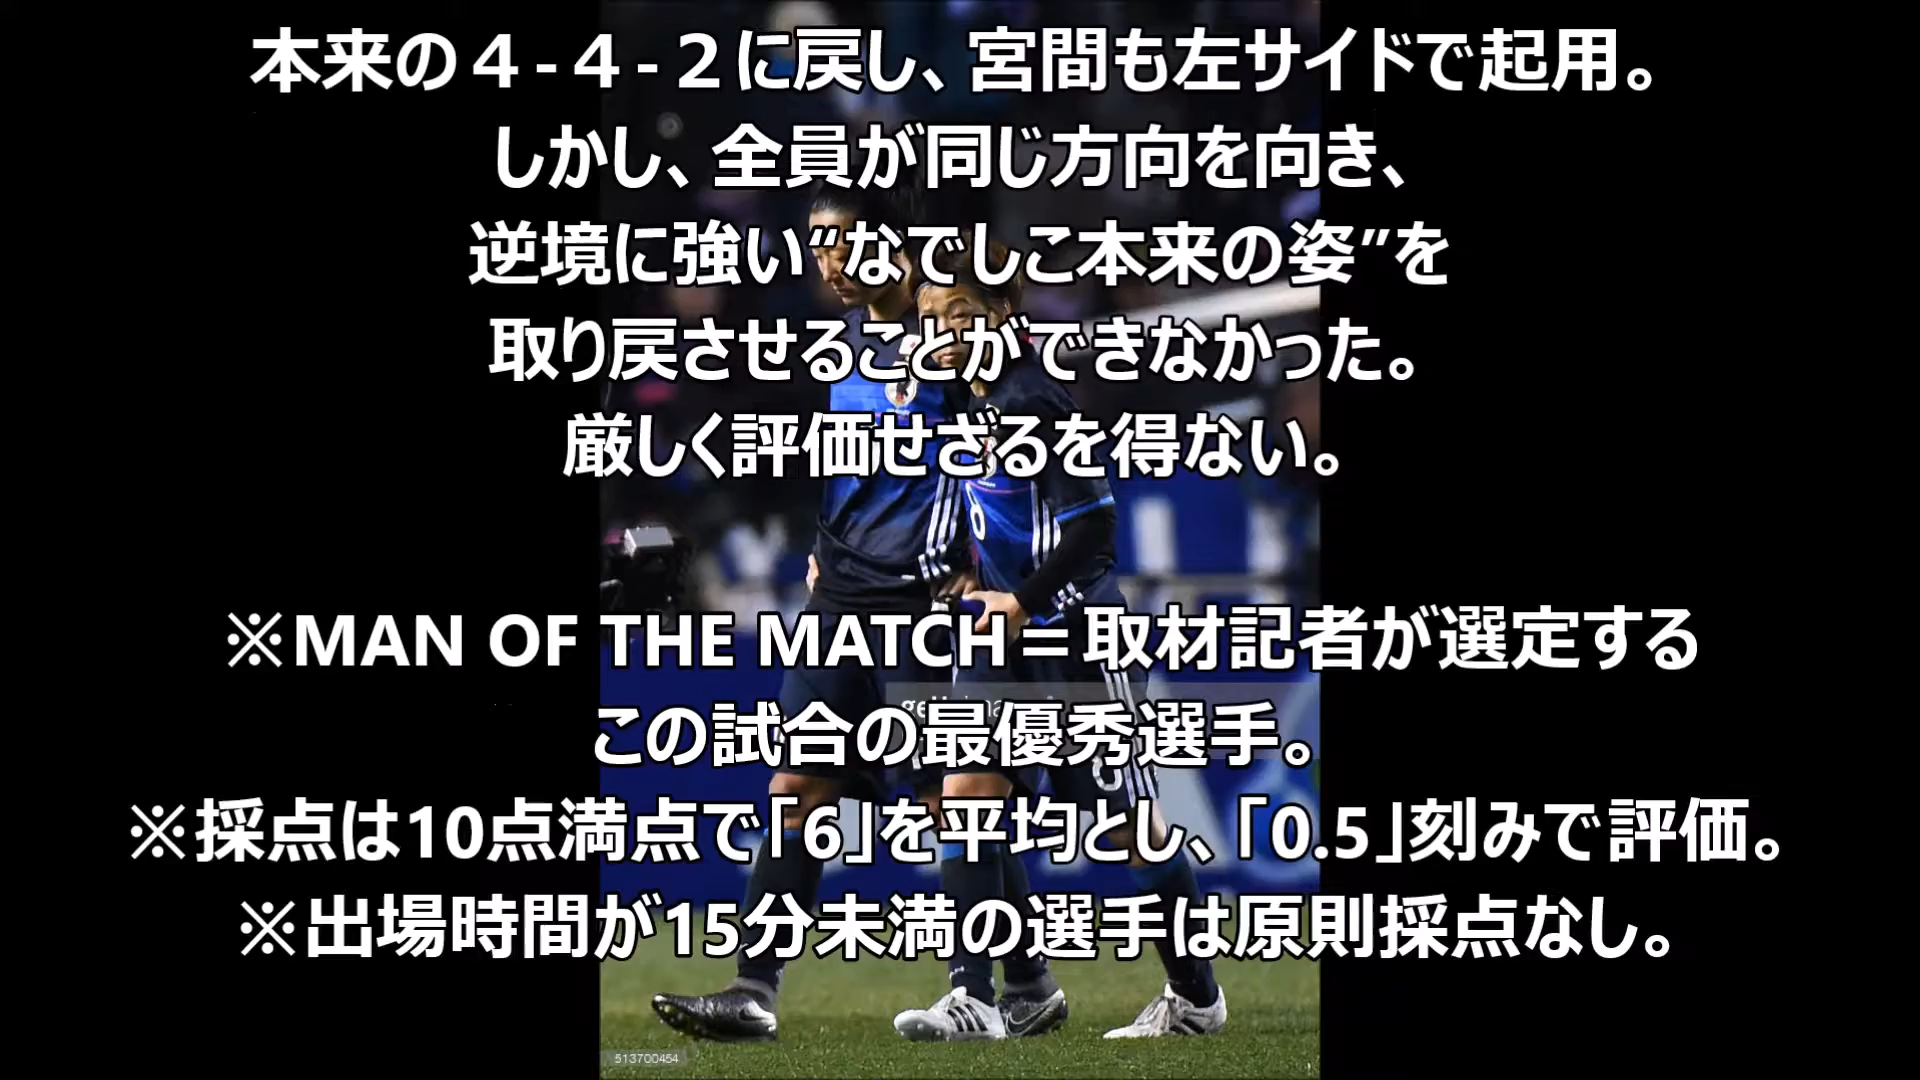 本来の４-４-２に戻し、宮間も左サイドで起用。
しかし、全員が同じ方向を向き、
逆境に強い“なでしこ本来の姿”を
取り戻させることができなかった。
厳しく評価せざるを得ない。
※MAN OF THE MATCH＝取材記者が選定する
この試合の最優秀選手。
※採点は10点満点で「6」を平均とし、「0.5」刻みで評価。
※出場時間が15分未満の選手は原則採点なし。
513700454